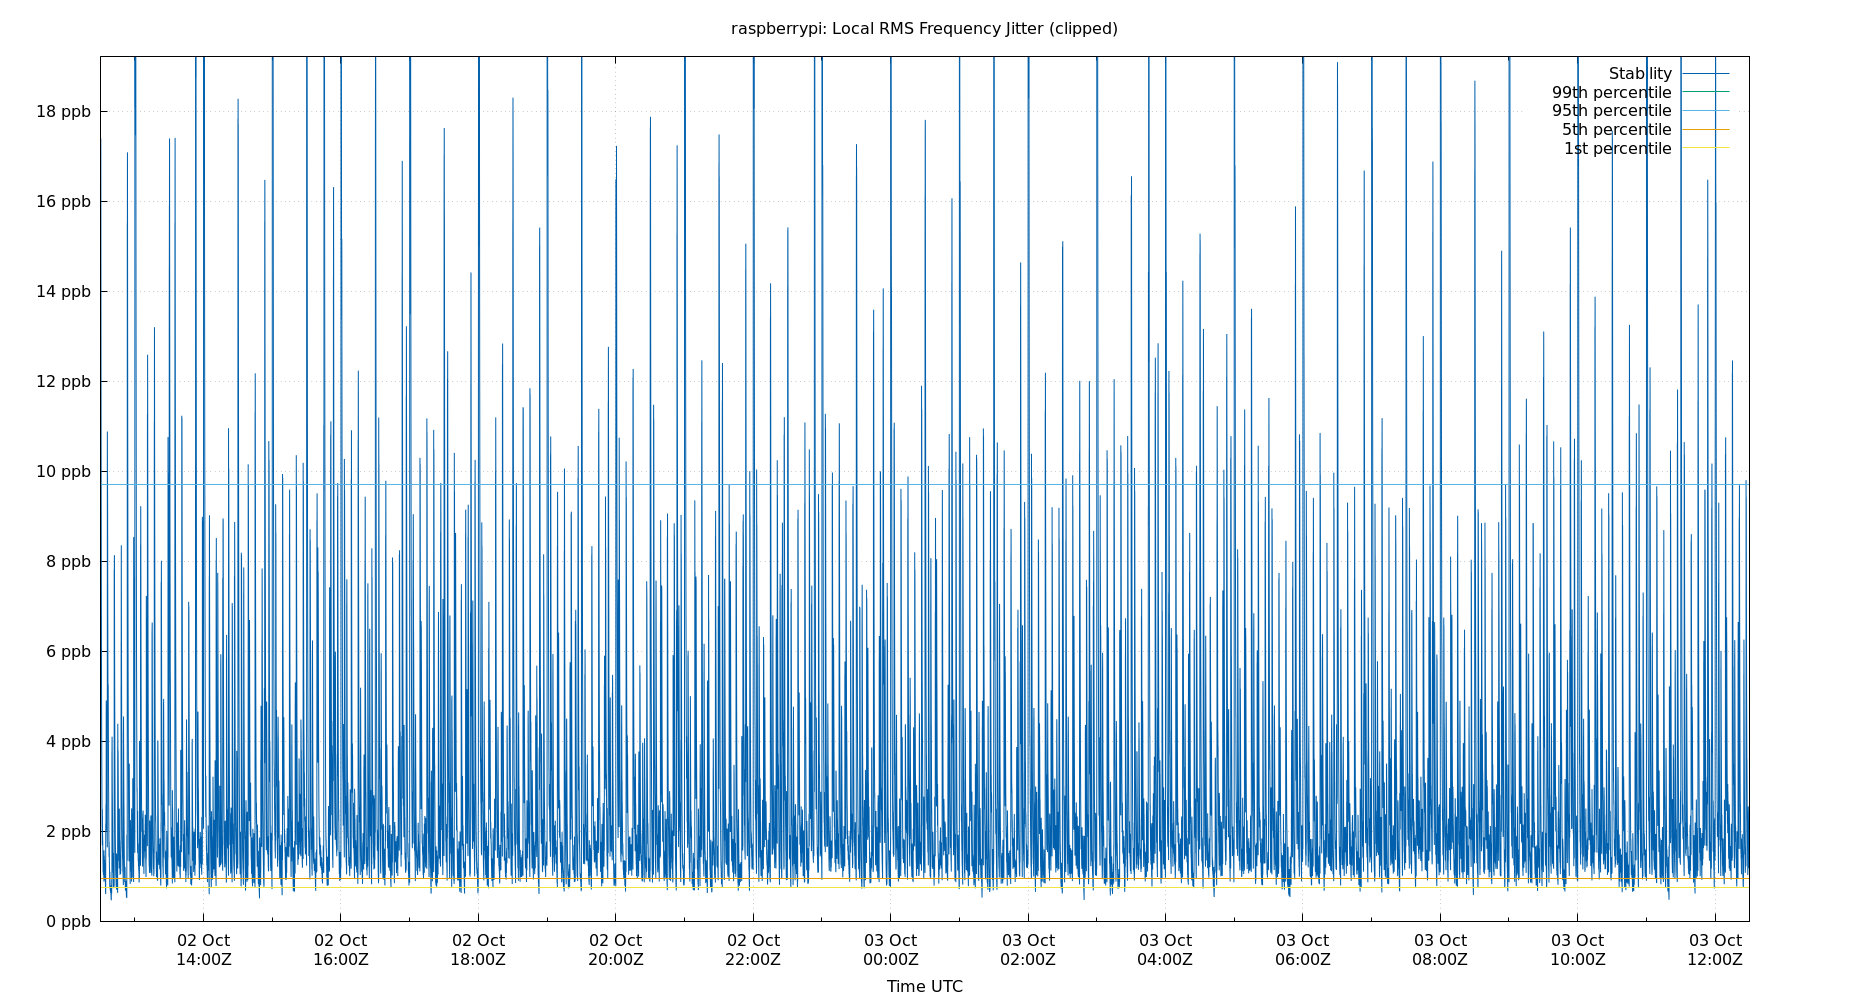 raspberrypi: Local RMS Frequency Jitter (clipped)
Stability
99th percentile
95th percentile
5th percentile
1st percentile
18 ppb
16 ppb
14 ppb
12 ppb
10 ppb
8 ppb
6 ppb
4 ppb
2 ppb
0 ppb
02 Oct 02 Oct 02 Oct 02 Oct 02 Oct 03 Oct 03 Oct 03 Oct 03 Oct 03 Oct 03 Oct 03 Oct
14:00Z 16:00Z 18:00Z 20:00Z 22:00Z 00:00Z 02:00Z 04:00Z 06:00Z 08:00Z 10:00Z 12:00Z
Time UTC